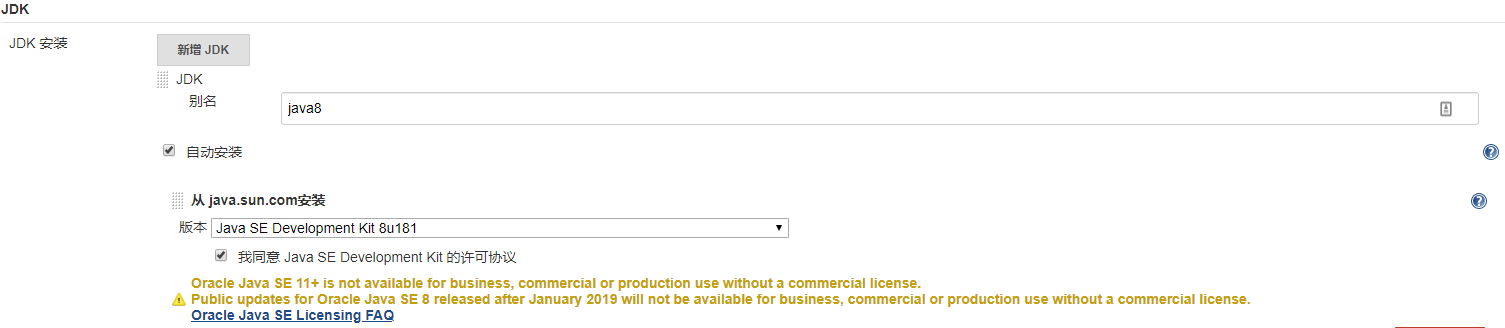 JDK
JDK 安装
新增 JDK
JDK
别名
java8
自动安装
从 java.sun.com安装
版本 Java SE Development Kit 8u181
我同意 Java SE Development Kit 的许可协议
Oracle Java SE 11+ is not available for business, commercial or production use without a commercial license.
Public updates for Oracle Java SE 8 released after January 2019 will not be available for business, commercial or production use without a commercial license.
Oracle Java SE Licensing FAQ